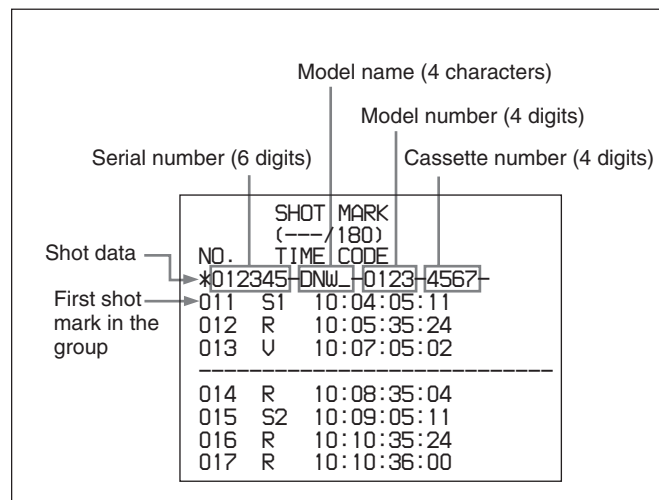 Model name (4 characters)
Model number (4 digits)
Serial number (6 digits)
Cassette number (4 digits)
SHOT MARK
(---/180)
NO. TIME CODE
Shot data
*012345-DNW_-0123-4567-
First shot
mark in the
group
011 S1 10:04:05:11
012 R 10:05:35:24
013 V 10:07:05:02
------------------------------
014 R 10:08:35:04
015 S2 10:09:05:11
016 R 10:10:35:24
017 R 10:10:36:00